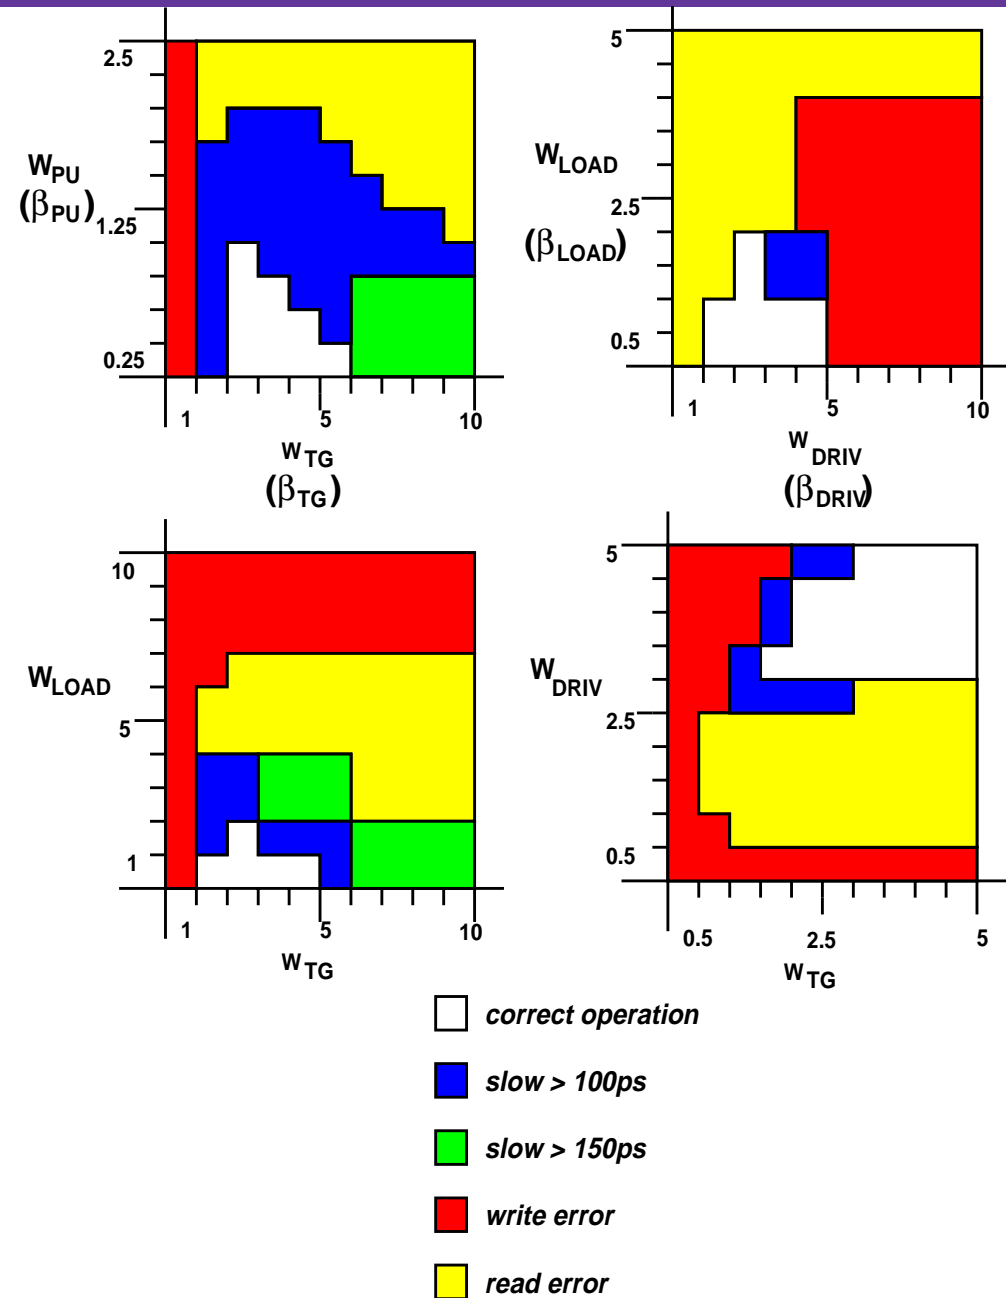 2.5
W_PU
(β_PU)
1.25
0.25
1 5 10
W_TG
(β_TG)
5
W_LOAD
2.5
(β_LOAD)
0.5
1 5 10
W_DRIV
(β_DRIV)
10
W_LOAD
5
1
1 5 10
W_TG
5
W_DRIV
2.5
0.5
0.5 2.5 5
W_TG
correct operation
slow > 100ps
slow > 150ps
write error
read error